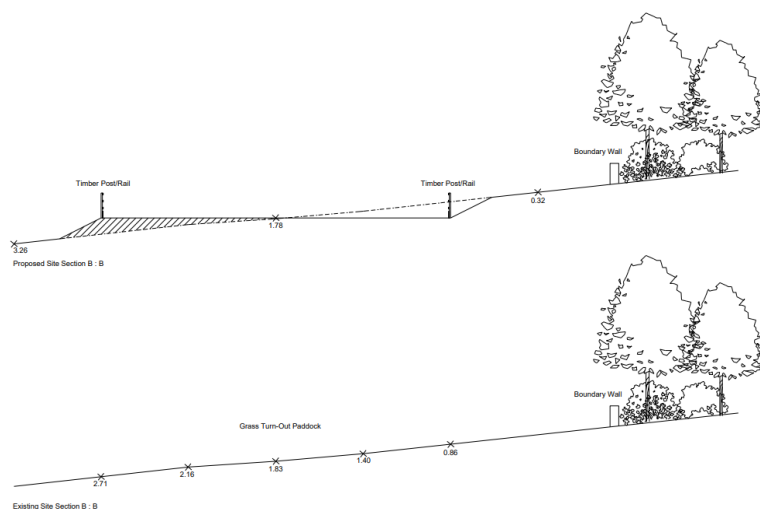 Boundary Wall
Timber Post/Rail
Timber Post/Rail
0.32
1.78
3.26
Proposed Site Section B : B
Boundary Wall
Grass Turn-Out Paddock
0.86
1.40
1.83
2.16
2.71
Existing Site Section B : B